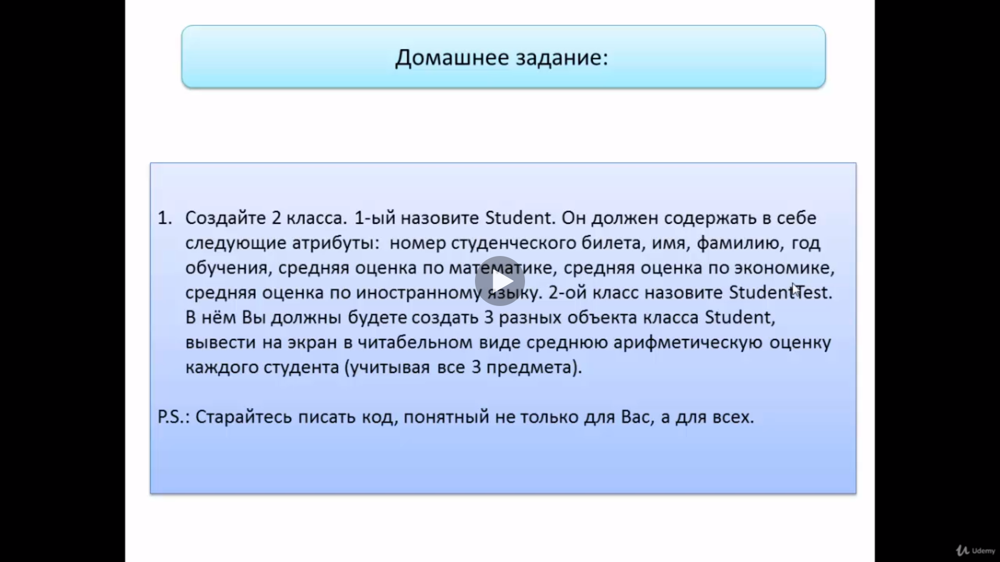 Домашнее задание:
1. Создайте 2 класса. 1-ый назовите Student. Он должен содержать в себе
следующие атрибуты: номер студенческого билета, имя, фамилию, год
обучения, средняя оценка по математике, средняя оценка по экономике,
средняя оценка по иностранному языку. 2-ой класс назовите StudentTest.
В нём Вы должны будете создать 3 разных объекта класса Student,
вывести на экран в читабельном виде среднюю арифметическую оценку
каждого студента (учитывая все 3 предмета).
P.S.: Старайтесь писать код, понятный не только для Вас, а для всех.
Udemy